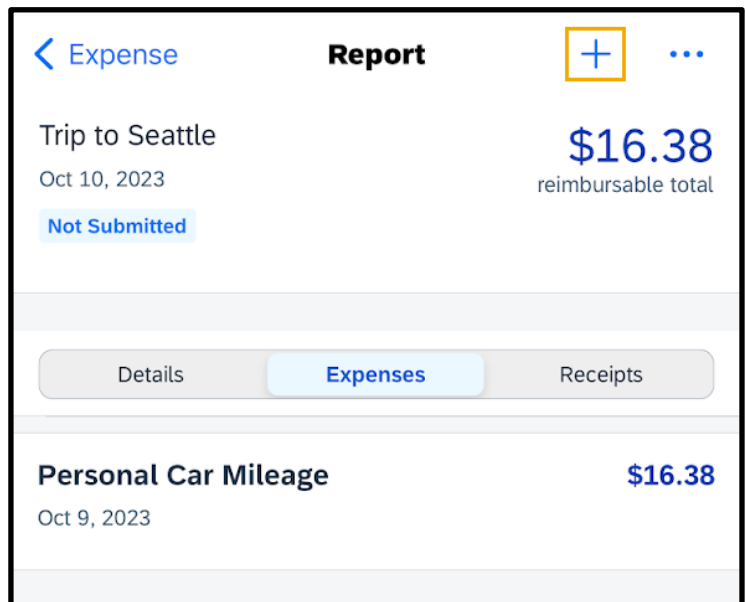 Expense Report
Trip to Seattle
$16.38
Oct 10, 2023
reimbursable total
Not Submitted
Details Expenses Receipts
Personal Car Mileage $16.38
Oct 9, 2023